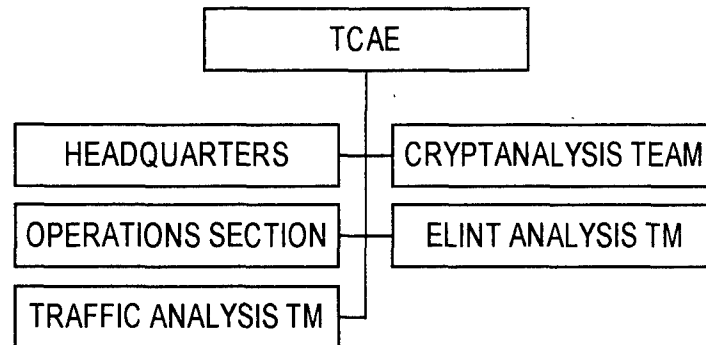 TCAE
HEADQUARTERS
CRYPTANALYSIS TEAM
OPERATIONS SECTION
ELINT ANALYSIS TM
TRAFFIC ANALYSIS TM